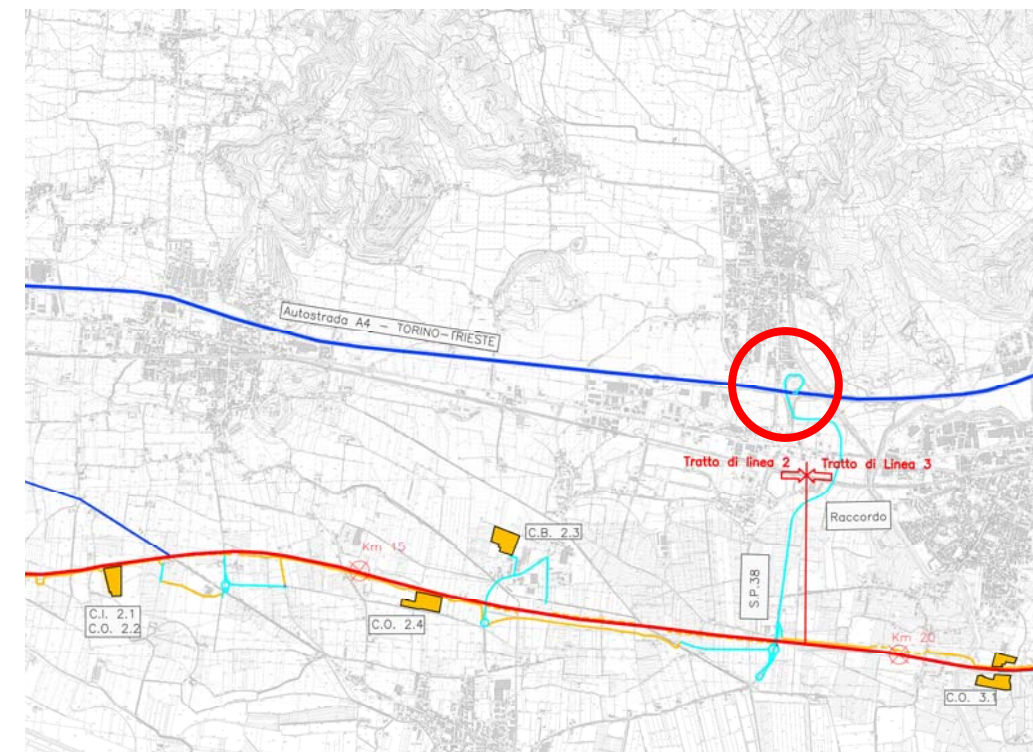 Autostrada A4 - TORINO-TRIESTE
Tratto di linea 2
Tratto di Linea 3
Raccordo
C.B. 2.3
Km 15
S.P.38
C.I. 2.1
C.O. 2.2
C.O. 2.4
Km 20
C.O. 3.1